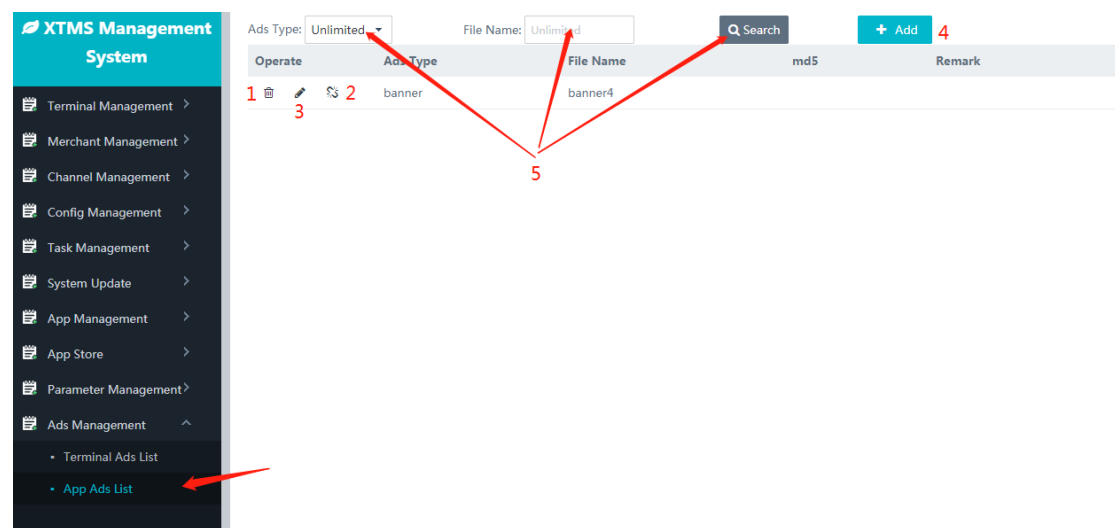 XTMS Management
System
Terminal Management
Merchant Management
Channel Management
Config Management
Task Management
System Update
App Management
App Store
Parameter Management
Ads Management
Terminal Ads List
App Ads List
Ads Type: Unlimited File Name: Unlimited Search + Add 4
Operate Ads Type File Name md5 Remark
1 2 banner banner4
3
5